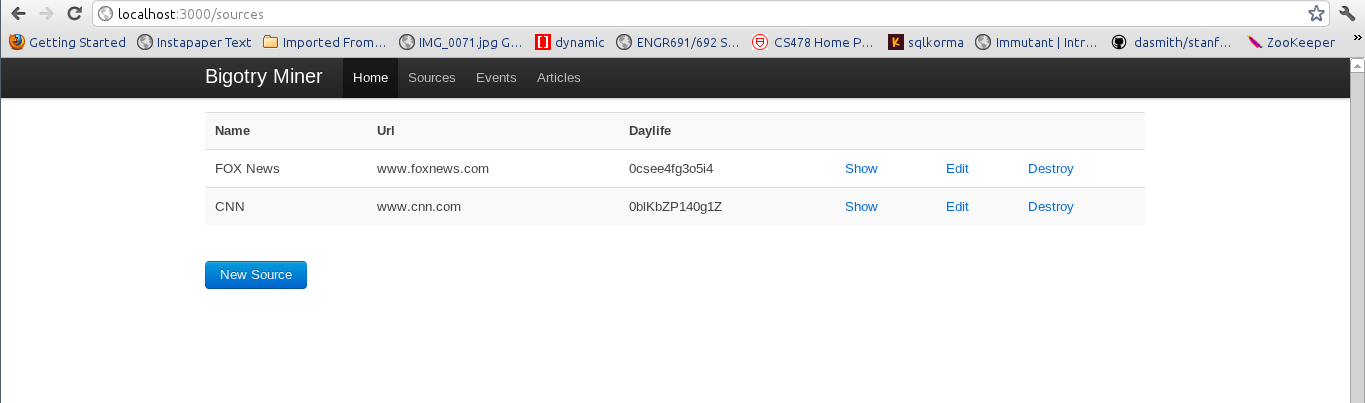 localhost:3000/sources
Getting Started Instapaper Text Imported From... IMG_0071.jpg G... dynamic ENGR691/692 S... CS478 Home P... sqlkorma Immutant | Intr... dasmith/stanf... ZooKeeper »
Bigotry Miner Home Sources Events Articles
Name Url Daylife
FOX News www.foxnews.com 0csee4fg3o5i4 Show Edit Destroy
CNN www.cnn.com 0blKbZP140g1Z Show Edit Destroy
New Source